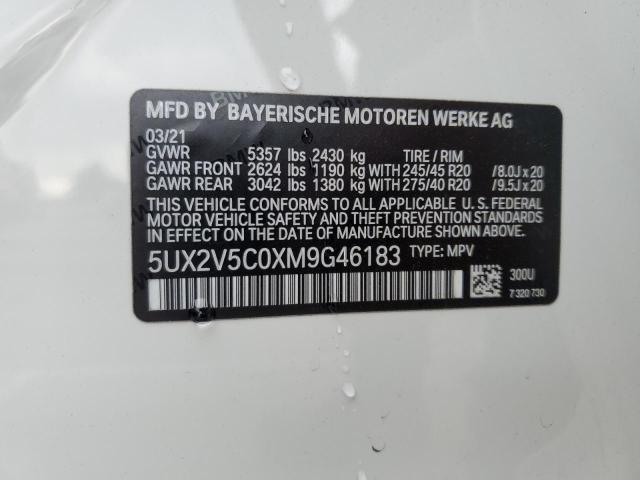 MFD BY BAYERISCHE MOTOREN WERKE AG
03/21
GVWR 5357 lbs 2430 kg TIRE / RIM
GAWR FRONT 2624 lbs 1190 kg WITH 245/45 R20 /8.0J x 20
GAWR REAR 3042 lbs 1380 kg WITH 275/40 R20 /9.5J x 20
THIS VEHICLE CONFORMS TO ALL APPLICABLE U. S. FEDERAL
MOTOR VEHICLE SAFETY AND THEFT PREVENTION STANDARDS
IN EFFECT ON THE DATE OF MANUFACTURE SHOWN ABOVE.
5UX2V5C0XM9G46183 TYPE: MPV
300U
7 320 730